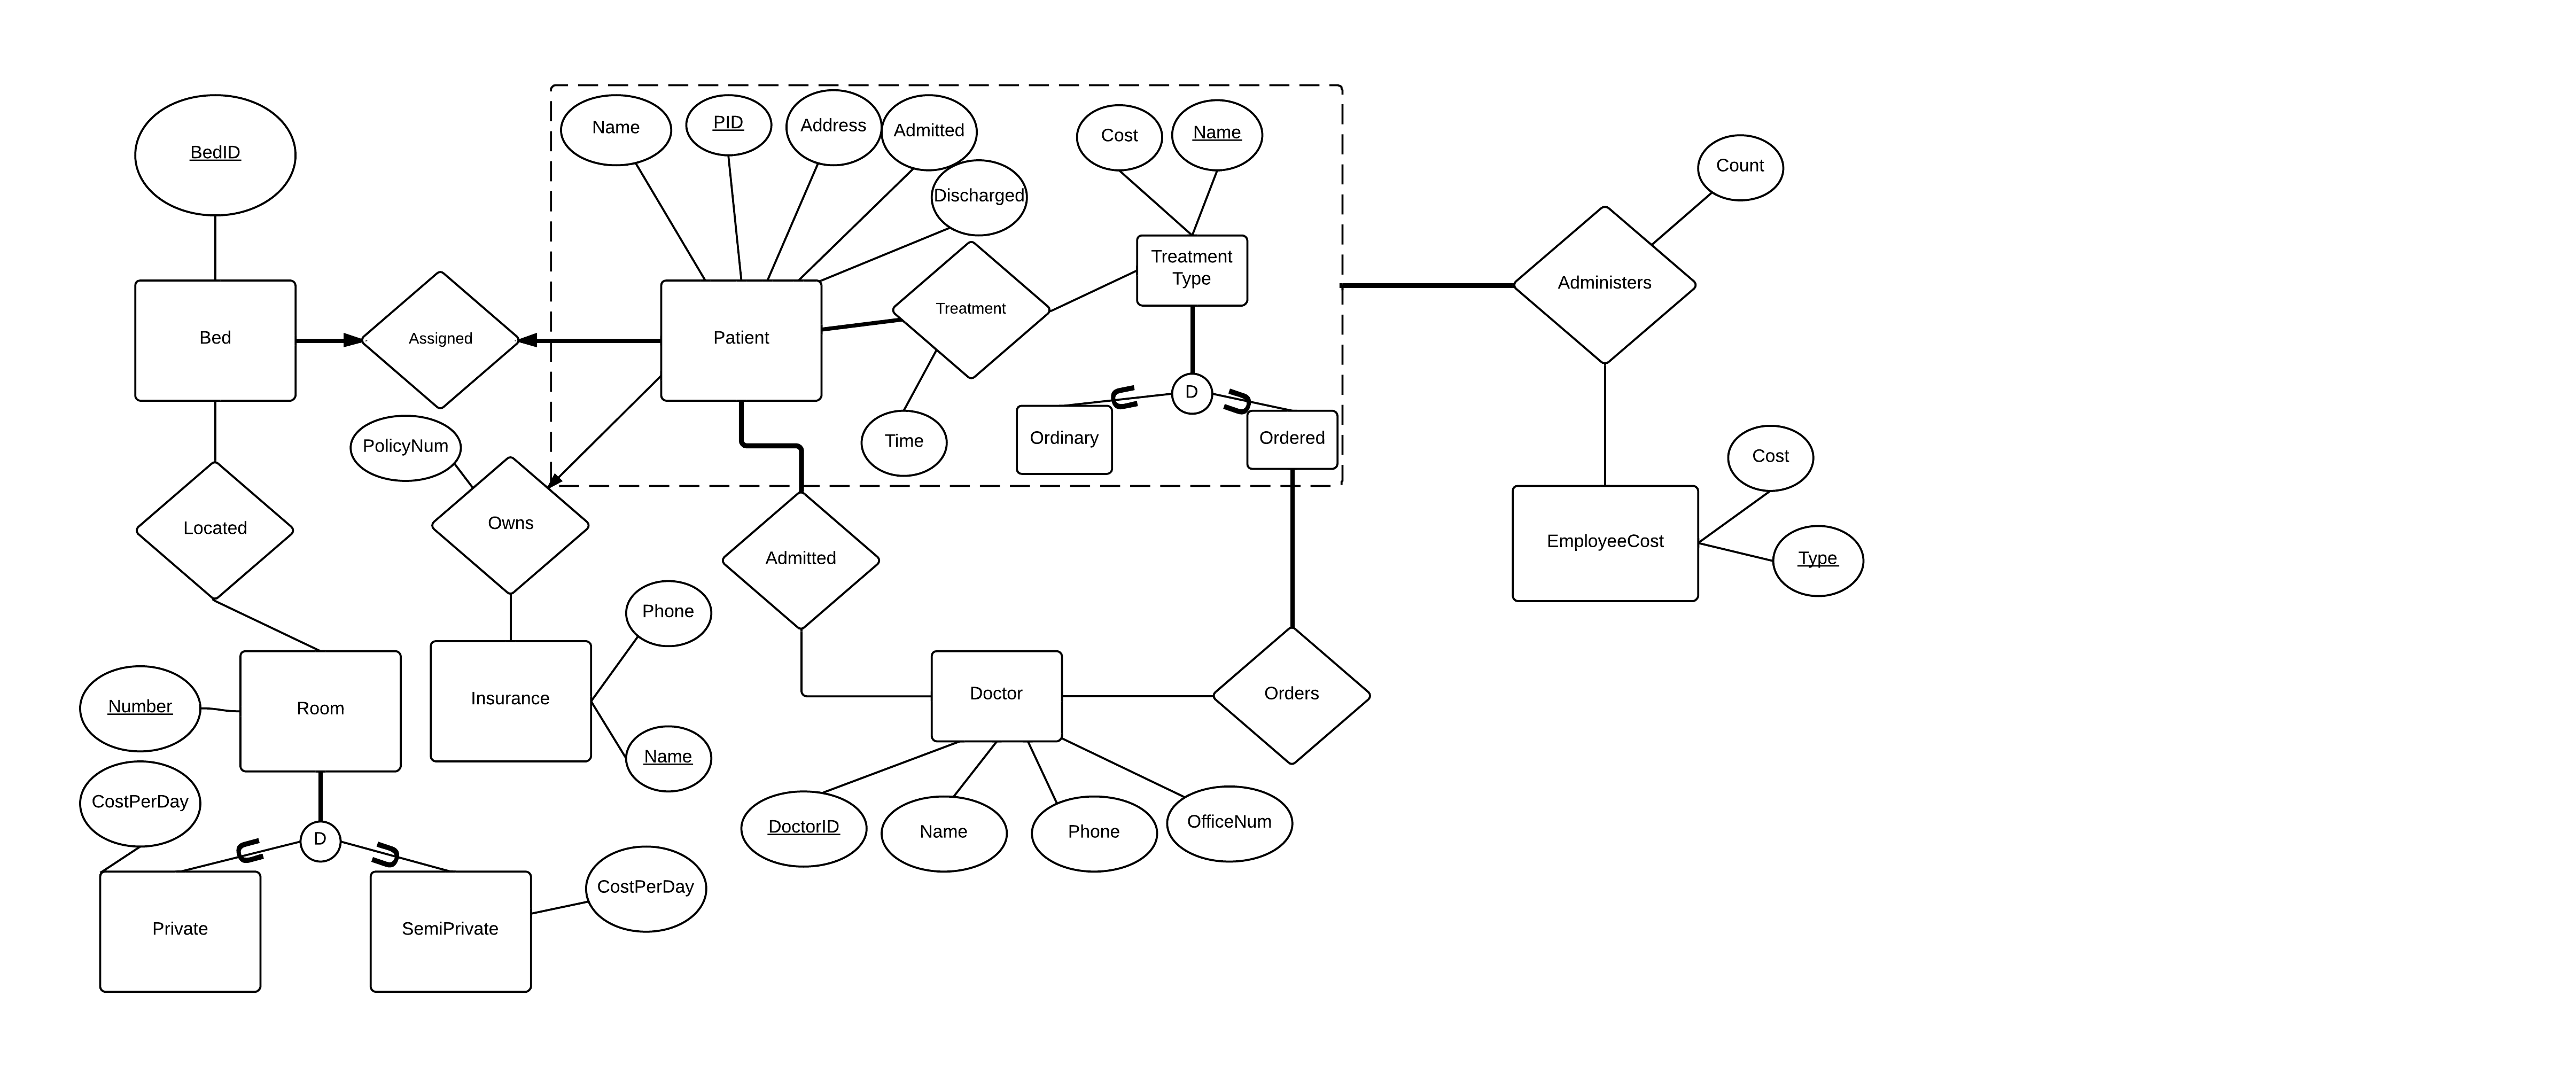 BedID
Name
PID
Address
Admitted
Discharged
Cost
Name
Count
Treatment
Type
Administers
Bed
Assigned
Patient
Treatment
D
PolicyNum
Time
Ordinary
Ordered
Cost
Located
Owns
Admitted
EmployeeCost
Type
Phone
Number
Room
Insurance
Doctor
Orders
Name
CostPerDay
D
DoctorID
Name
Phone
OfficeNum
CostPerDay
Private
SemiPrivate